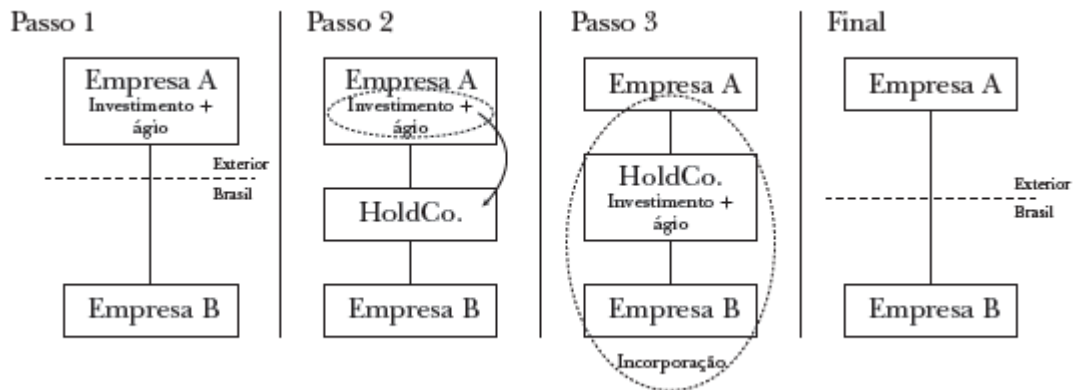 Passo 1
Empresa A
Investimento +
ágio
Exterior
Brasil
Empresa B
Passo 2
Empresa A
Investimento +
ágio
HoldCo.
Empresa B
Passo 3
Empresa A
HoldCo.
Investimento +
ágio
Empresa B
Incorporação
Final
Empresa A
Exterior
Brasil
Empresa B